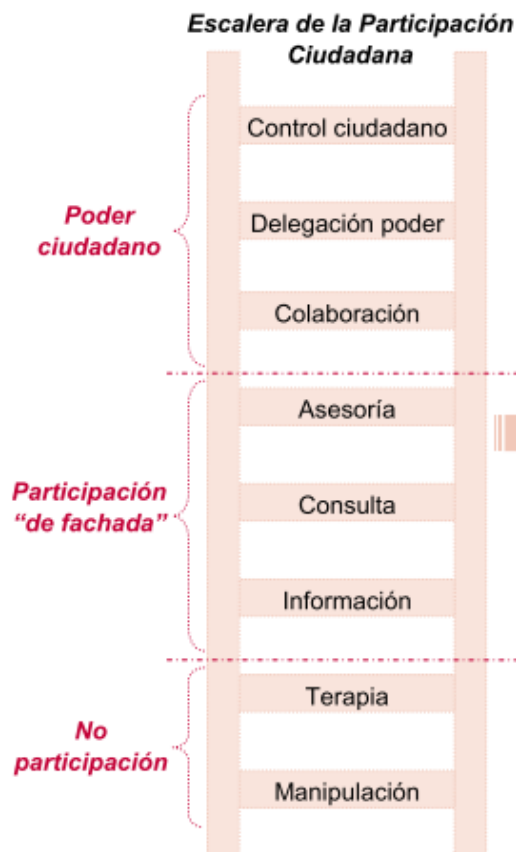 Escalera de la Participación
Ciudadana
Control ciudadano
Poder
ciudadano
Delegación poder
Colaboración
Asesoría
Participación
“de fachada”
Consulta
Información
Terapia
No
participación
Manipulación